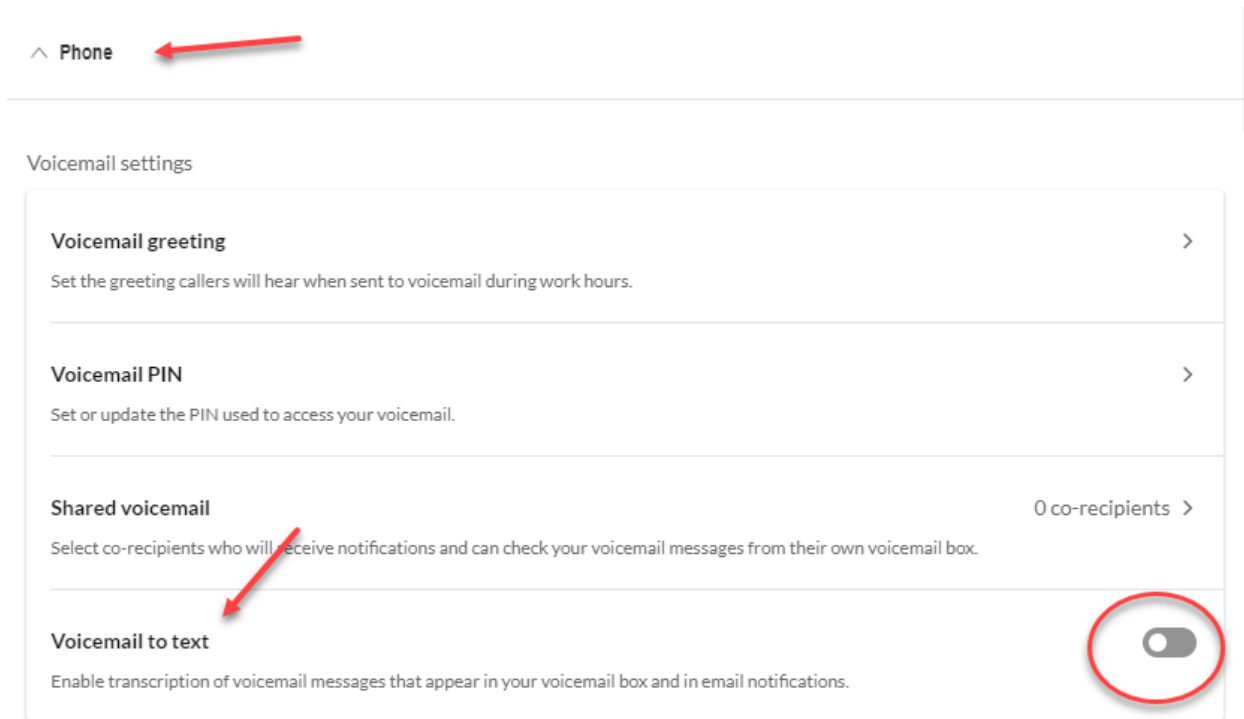 Phone
Voicemail settings
Voicemail greeting
Set the greeting callers will hear when sent to voicemail during work hours.
Voicemail PIN
Set or update the PIN used to access your voicemail.
Shared voicemail
0 co-recipients
Select co-recipients who will receive notifications and can check your voicemail messages from their own voicemail box.
Voicemail to text
Enable transcription of voicemail messages that appear in your voicemail box and in email notifications.